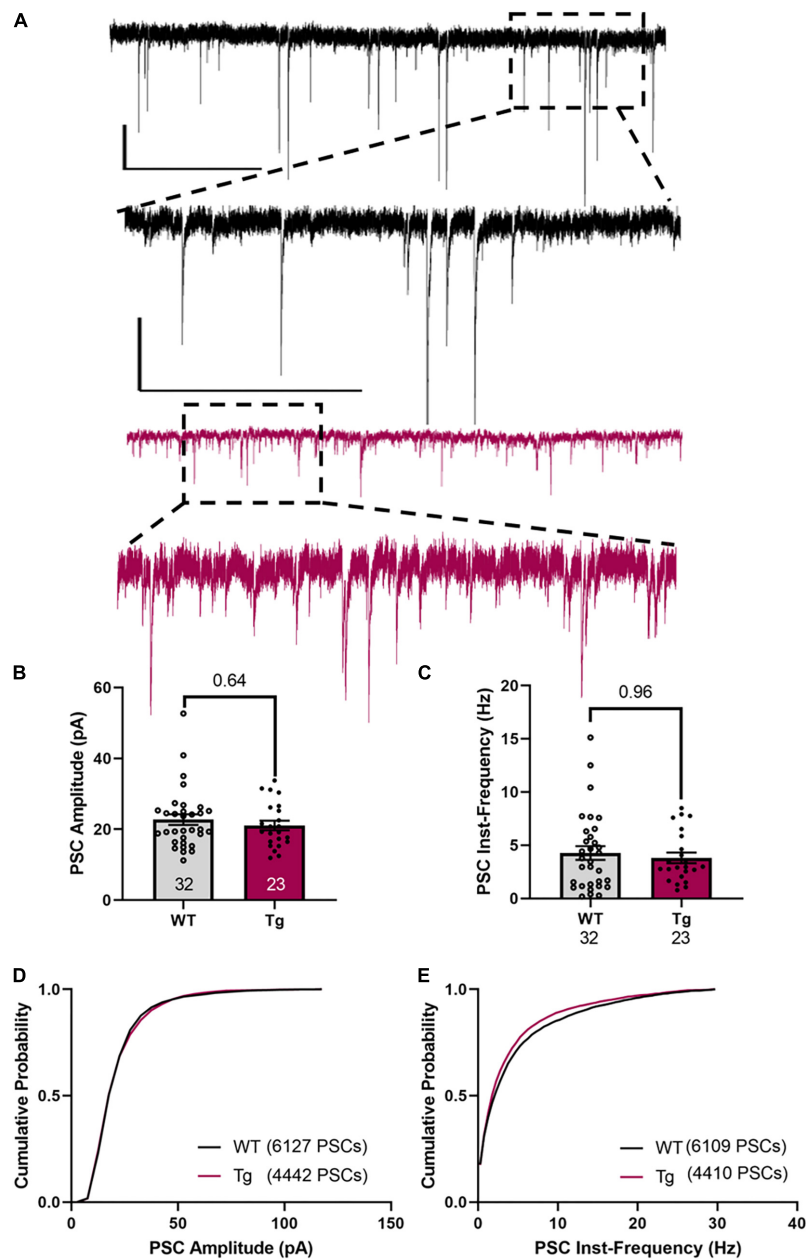 A
B
0.64
PSC Amplitude (pA)
60
40
20
0
32
23
WT
Tg
C
0.96
PSC Inst-Frequency (Hz)
20
15
10
5
0
WT
Tg
32
23
D
Cumulative Probability
1.0
0.5
0.0
WT (6127 PSCs)
Tg (4442 PSCs)
0
50
100
150
PSC Amplitude (pA)
E
Cumulative Probability
1.0
0.5
0.0
WT (6109 PSCs)
Tg (4410 PSCs)
0
10
20
30
40
PSC Inst-Frequency (Hz)